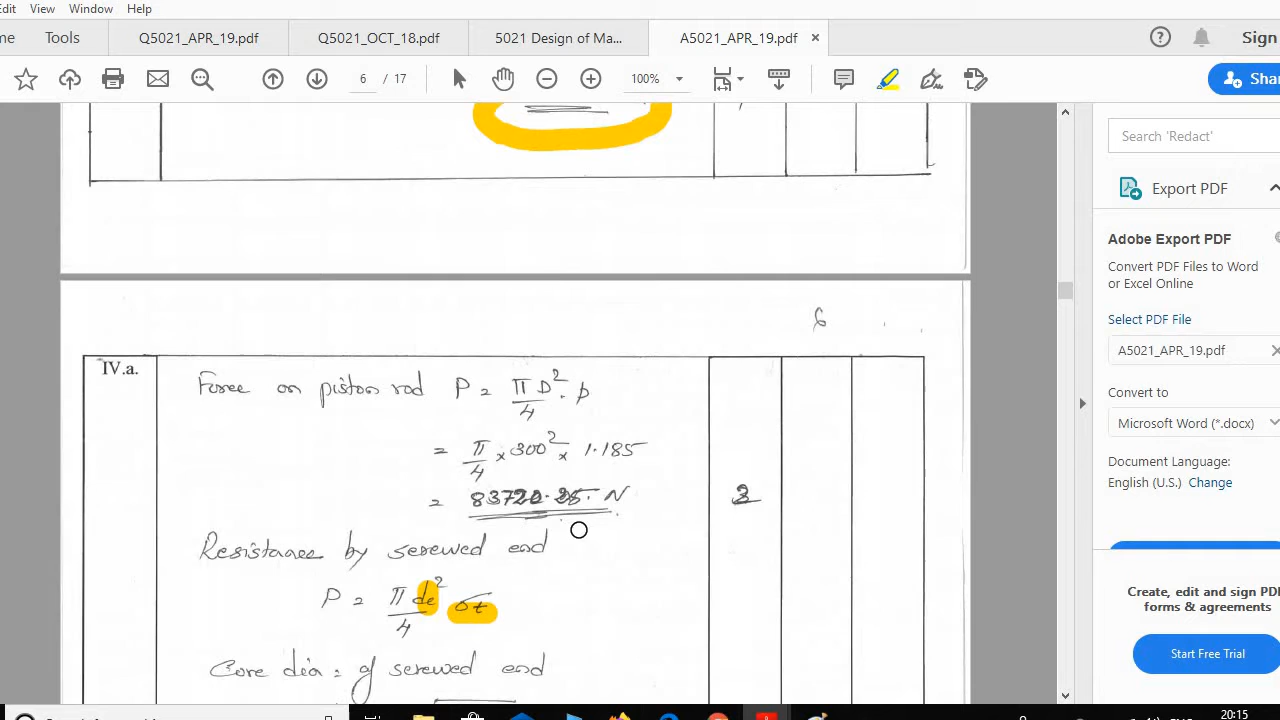 Edit View Window Help
me Tools Q5021_APR_19.pdf Q5021_OCT_18.pdf 5021 Design of Ma... A5021_APR_19.pdf × Sign
6 / 17 100% Shar
6
IV.a.
Force on piston rod P = π D² . p
4
= π × 300² × 1.185
4
= 83720.25 N
3
Resistance by screwed end
P = π dc² σt
4
Core dia = of screwed end
Search 'Redact'
Export PDF
Adobe Export PDF
Convert PDF Files to Word
or Excel Online
Select PDF File
A5021_APR_19.pdf ×
Convert to
Microsoft Word (*.docx)
Document Language:
English (U.S.) Change
Create, edit and sign PD
forms & agreements
Start Free Trial
20:15